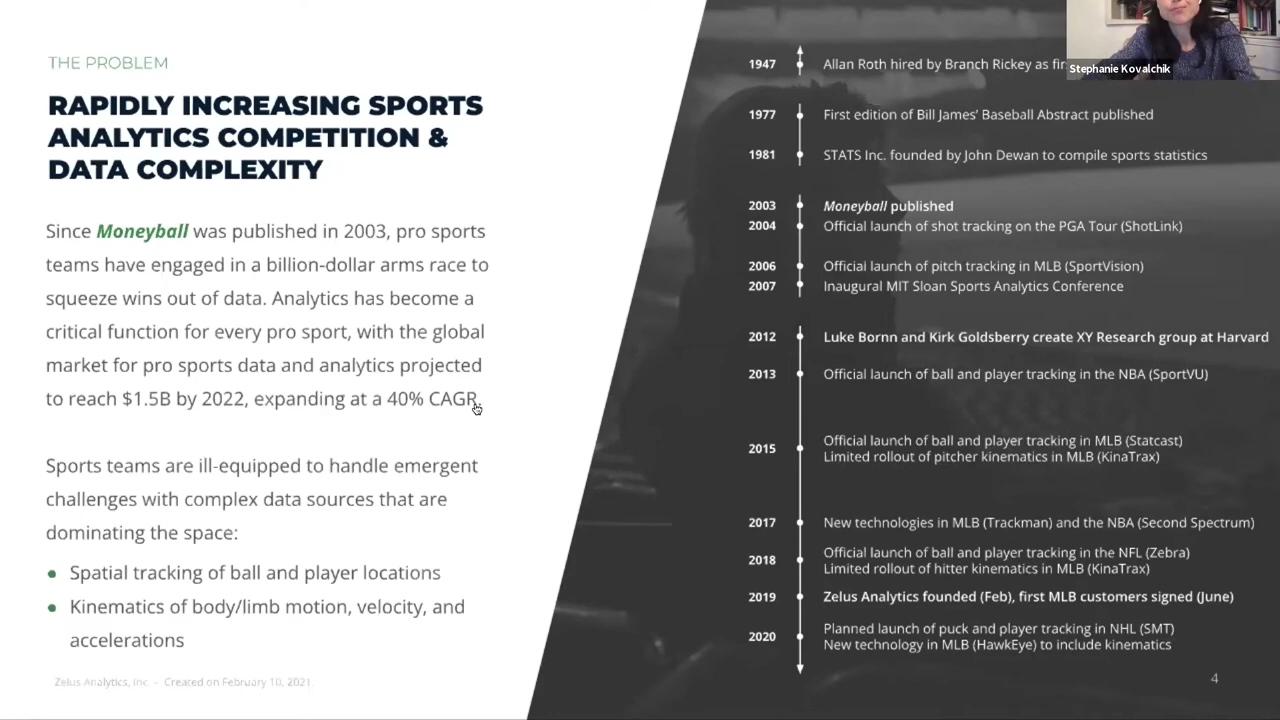 THE PROBLEM
RAPIDLY INCREASING SPORTS
ANALYTICS COMPETITION &
DATA COMPLEXITY
Since Moneyball was published in 2003, pro sports
teams have engaged in a billion-dollar arms race to
squeeze wins out of data. Analytics has become a
critical function for every pro sport, with the global
market for pro sports data and analytics projected
to reach $1.5B by 2022, expanding at a 40% CAGR.
Sports teams are ill-equipped to handle emergent
challenges with complex data sources that are
dominating the space:
• Spatial tracking of ball and player locations
• Kinematics of body/limb motion, velocity, and
accelerations
Zelus Analytics, Inc. - Created on February 10, 2021.
Stephanie Kovalchik
1947 Allan Roth hired by Branch Rickey as
1977 First edition of Bill James' Baseball Abstract published
1981 STATS Inc. founded by John Dewan to compile sports statistics
2003 Moneyball published
2004 Official launch of shot tracking on the PGA Tour (ShotLink)
2006 Official launch of pitch tracking in MLB (SportVision)
2007 Inaugural MIT Sloan Sports Analytics Conference
2012 Luke Bornn and Kirk Goldsberry create XY Research group at Harvard
2013 Official launch of ball and player tracking in the NBA (SportVU)
2015 Official launch of ball and player tracking in MLB (Statcast)
Limited rollout of pitcher kinematics in MLB (KinaTrax)
2017 New technologies in MLB (Trackman) and the NBA (Second Spectrum)
2018 Official launch of ball and player tracking in the NFL (Zebra)
Limited rollout of hitter kinematics in MLB (KinaTrax)
2019 Zelus Analytics founded (Feb), first MLB customers signed (June)
2020 Planned launch of puck and player tracking in NHL (SMT)
New technology in MLB (HawkEye) to include kinematics
4